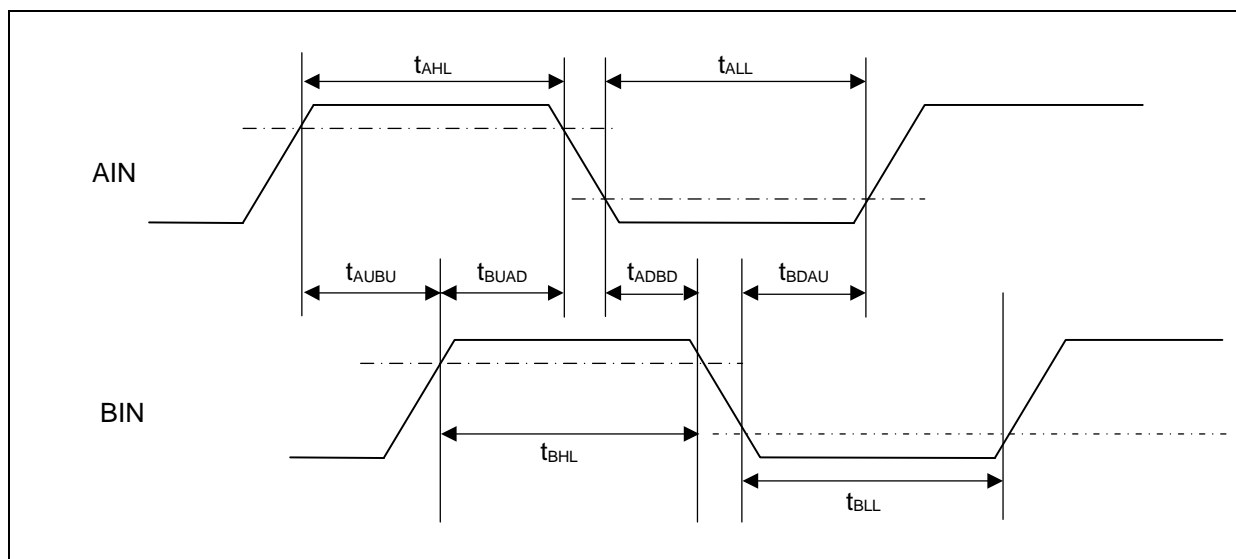 tAHL tALL
AIN
tAUBU tBUAD tADBD tBDAU
BIN
tBHL
tBLL